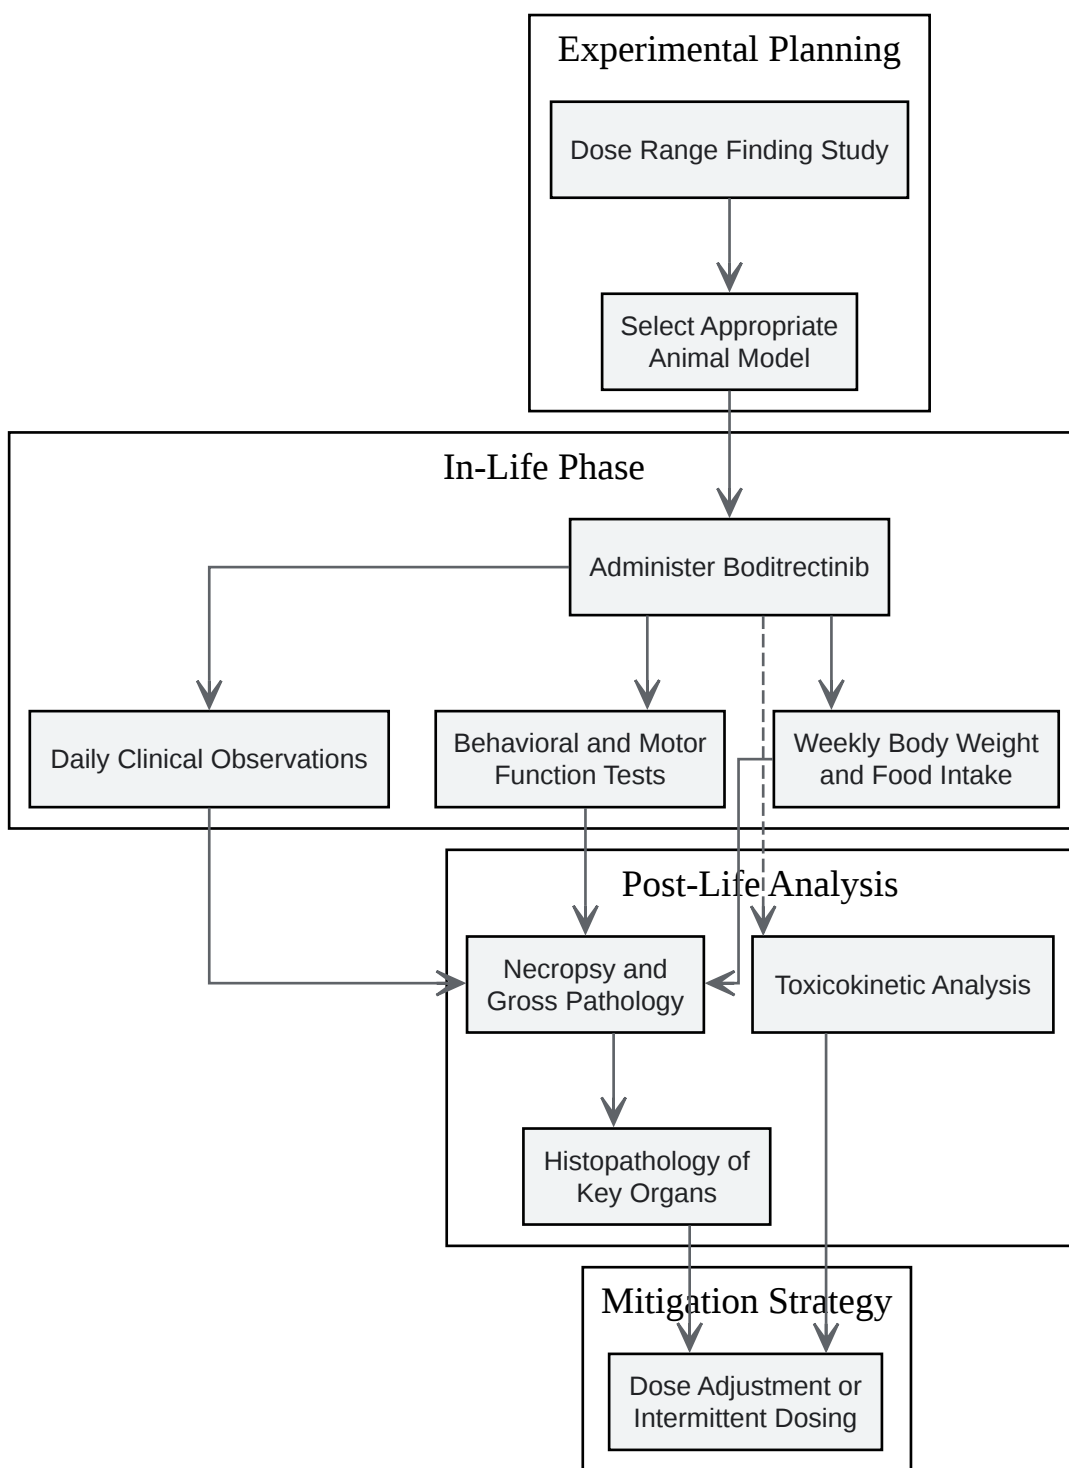 Experimental Planning
Dose Range Finding Study
Select Appropriate
Animal Model
In-Life Phase
Administer Boditrectinib
Daily Clinical Observations
Behavioral and Motor
Function Tests
Weekly Body Weight
and Food Intake
Post-Life Analysis
Necropsy and
Gross Pathology
Toxicokinetic Analysis
Histopathology of
Key Organs
Mitigation Strategy
Dose Adjustment or
Intermittent Dosing